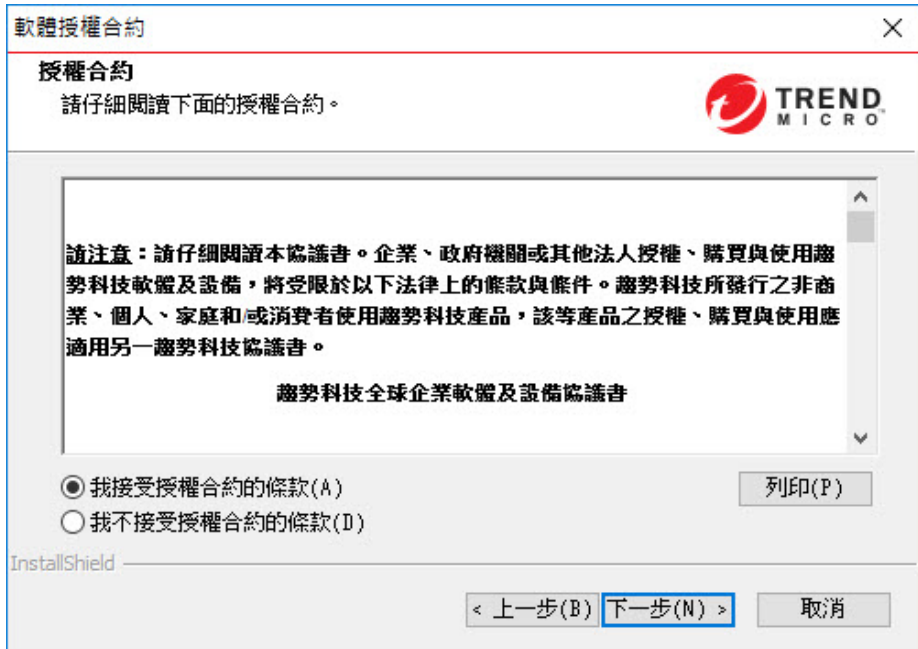 軟體授權合約
授權合約
請仔細閱讀下面的授權合約。
TREND
MICRO
請注意：請仔細閱讀本協議書。企業、政府機關或其他法人授權、購買與使用趨
勢科技軟體及設備，將受限於以下法律上的條款與條件。趨勢科技所發行之非商
業、個人、家庭和/或消費者使用趨勢科技產品，該等產品之授權、購買與使用應
適用另一趨勢科技協議書。
趨勢科技全球企業軟體及設備協議書
我接受授權合約的條款(A)
列印(P)
我不接受授權合約的條款(D)
InstallShield
< 上一步(B) 下一步(N) > 取消